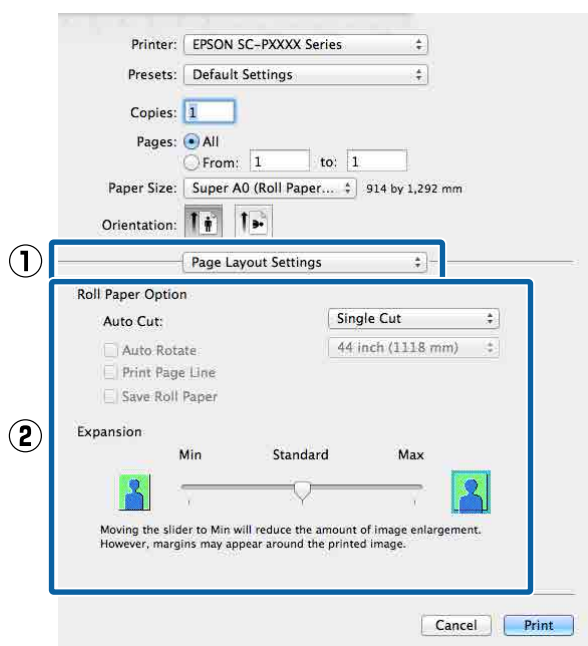 Printer: EPSON SC-PXXXX Series
Presets: Default Settings
Copies: 1
Pages: All
From: 1 to: 1
Paper Size: Super A0 (Roll Paper... 914 by 1,292 mm
Orientation:
① Page Layout Settings
②
Roll Paper Option
Auto Cut: Single Cut
Auto Rotate 44 inch (1118 mm)
Print Page Line
Save Roll Paper
Expansion
Min Standard Max
Moving the slider to Min will reduce the amount of image enlargement.
However, margins may appear around the printed image.
Cancel Print